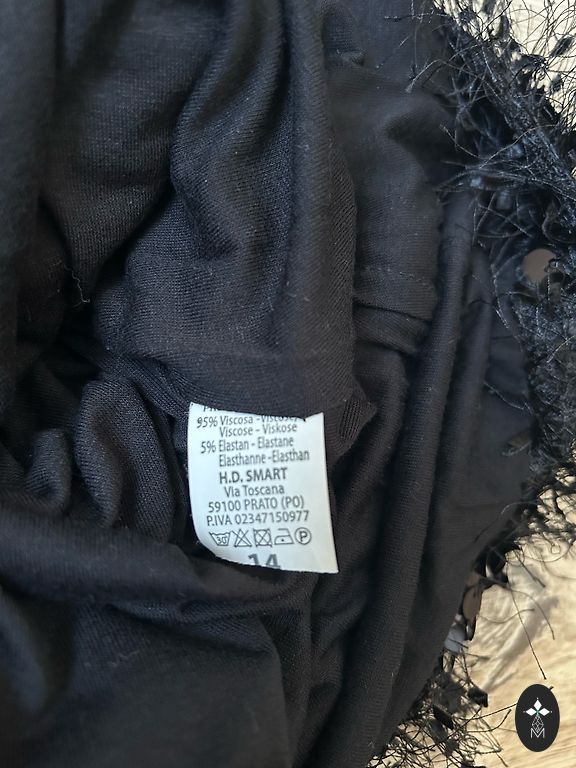 95% Viscosa - Viscose,
Viscose - Viskose
5% Elastan - Elastane
Elasthanne - Elasthan
H.D. SMART
Via Toscana
59100 PRATO (PO)
P.IVA 02347150977
30 P
14
M